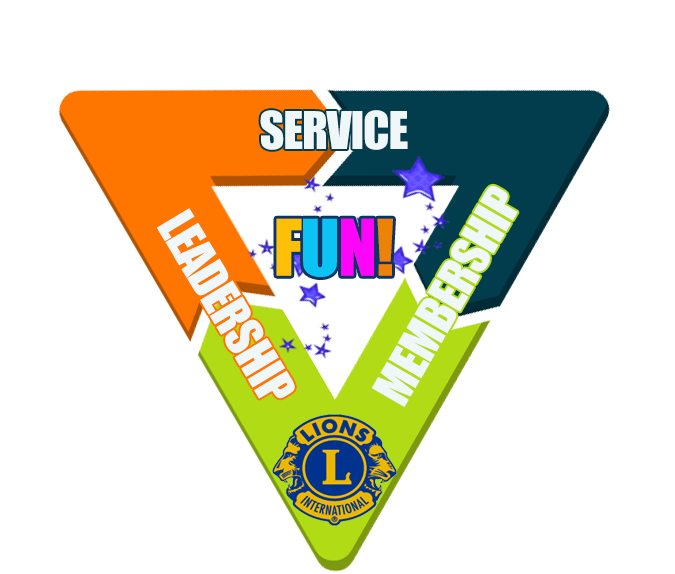 SERVICE
LEADERSHIP
FUN!
MEMBERSHIP
LIONS
L
INTERNATIONAL